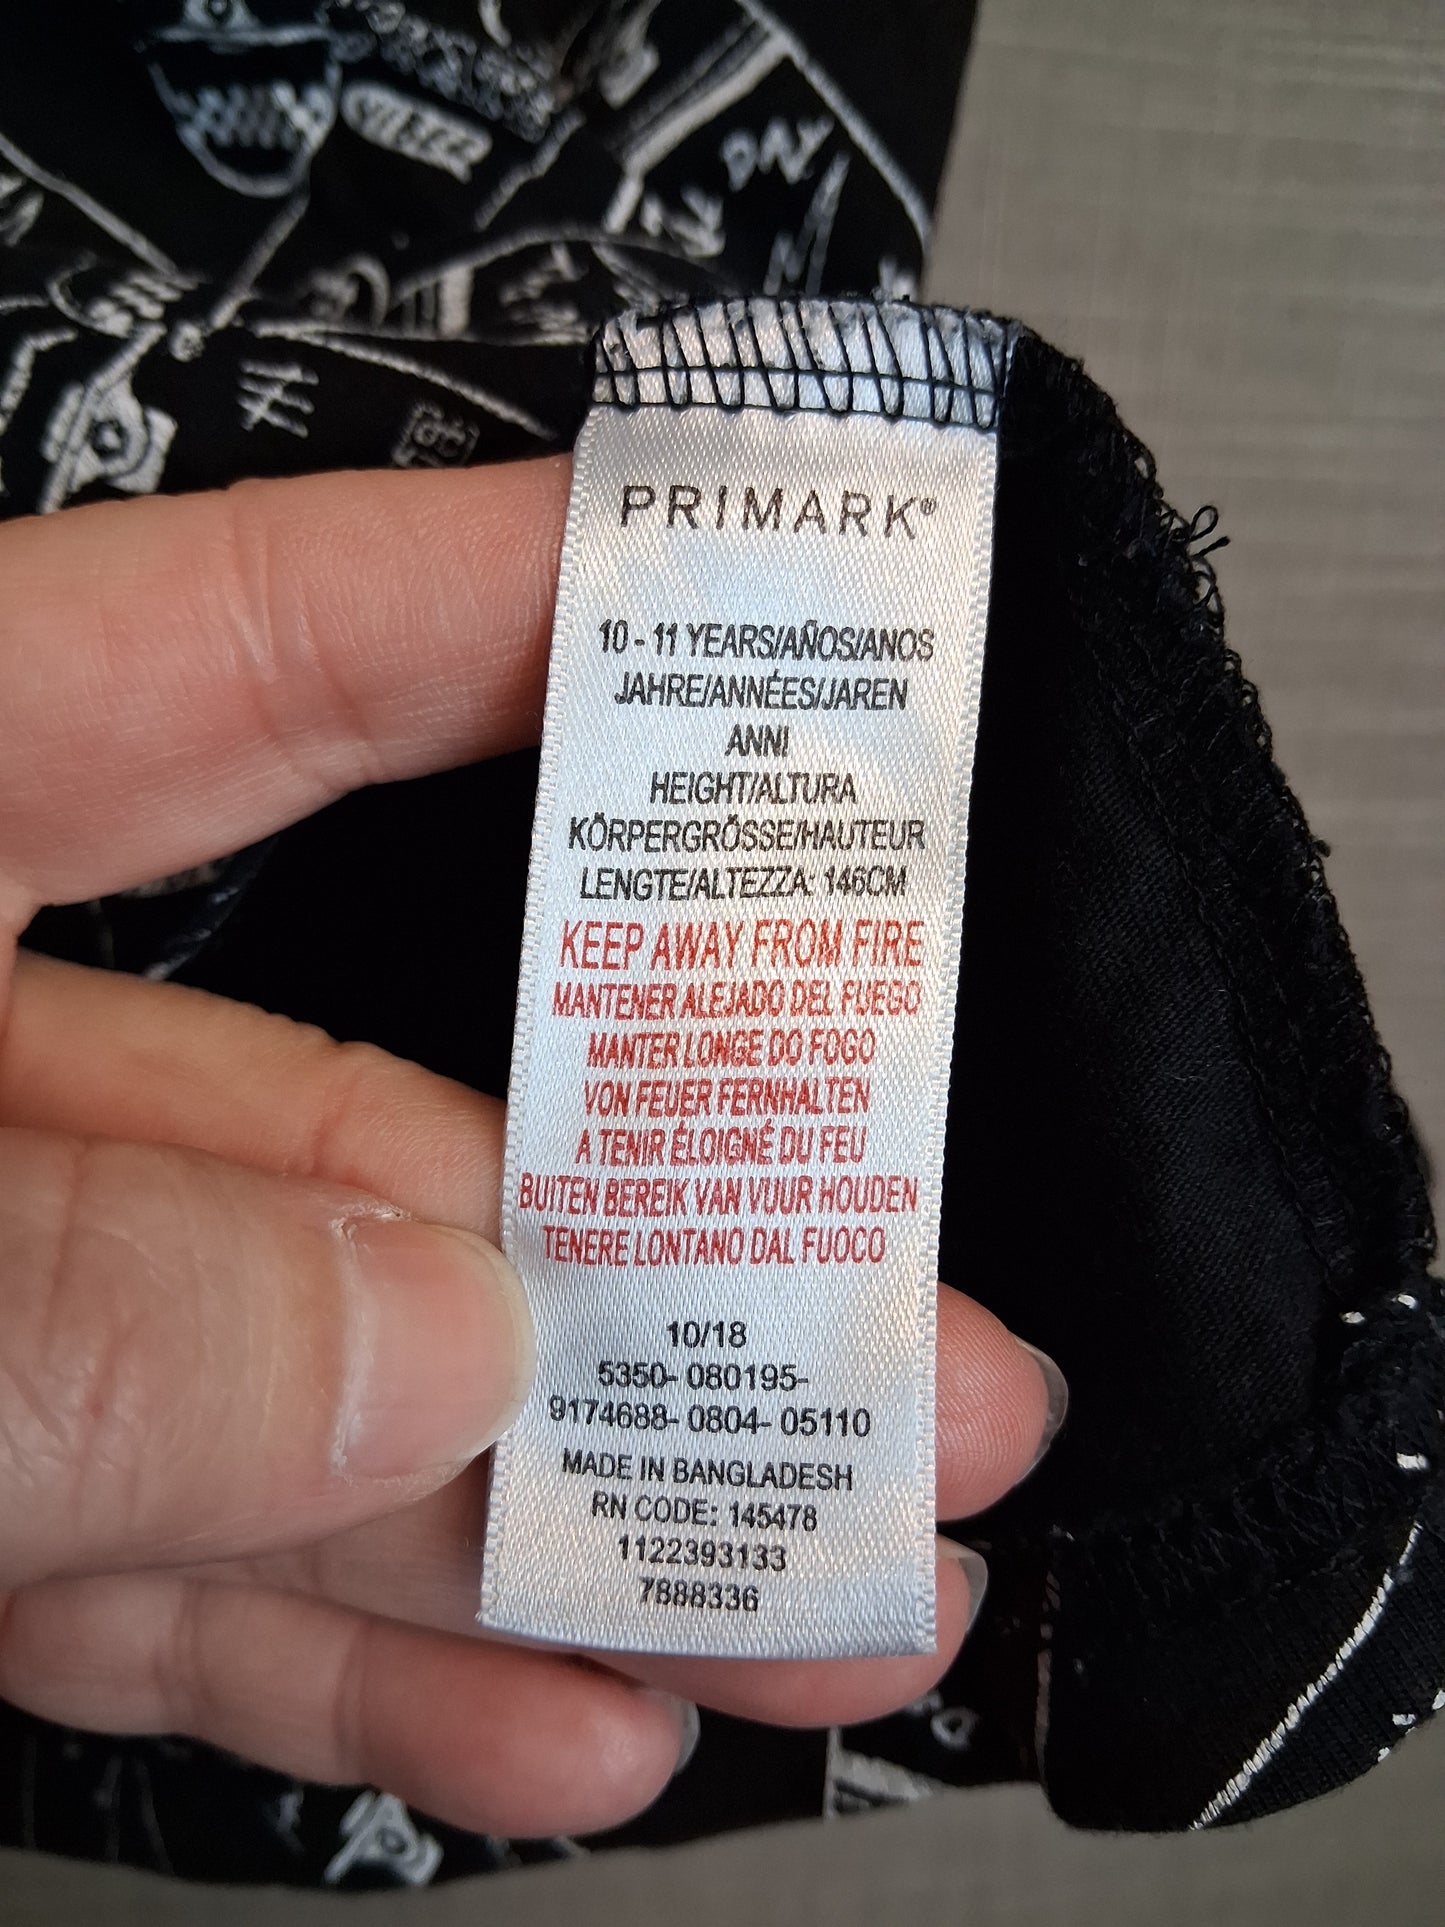 DAY
PRIMARK®
10 - 11 YEARS/AÑOS/ANOS
JAHRE/ANNÉES/JAREN
ANNI
HEIGHT/ALTURA
KÖRPERGRÖSSE/HAUTEUR
LENGTE/ALTEZZA: 146CM
KEEP AWAY FROM FIRE
MANTENER ALEJADO DEL FUEGO
MANTER LONGE DO FOGO
VON FEUER FERNHALTEN
A TENIR ÉLOIGNÉ DU FEU
BUITEN BEREIK VAN VUUR HOUDEN
TENERE LONTANO DAL FUOCO
10/18
5350- 080195-
9174688- 0804- 05110
MADE IN BANGLADESH
RN CODE: 145478
1122393133
7888336